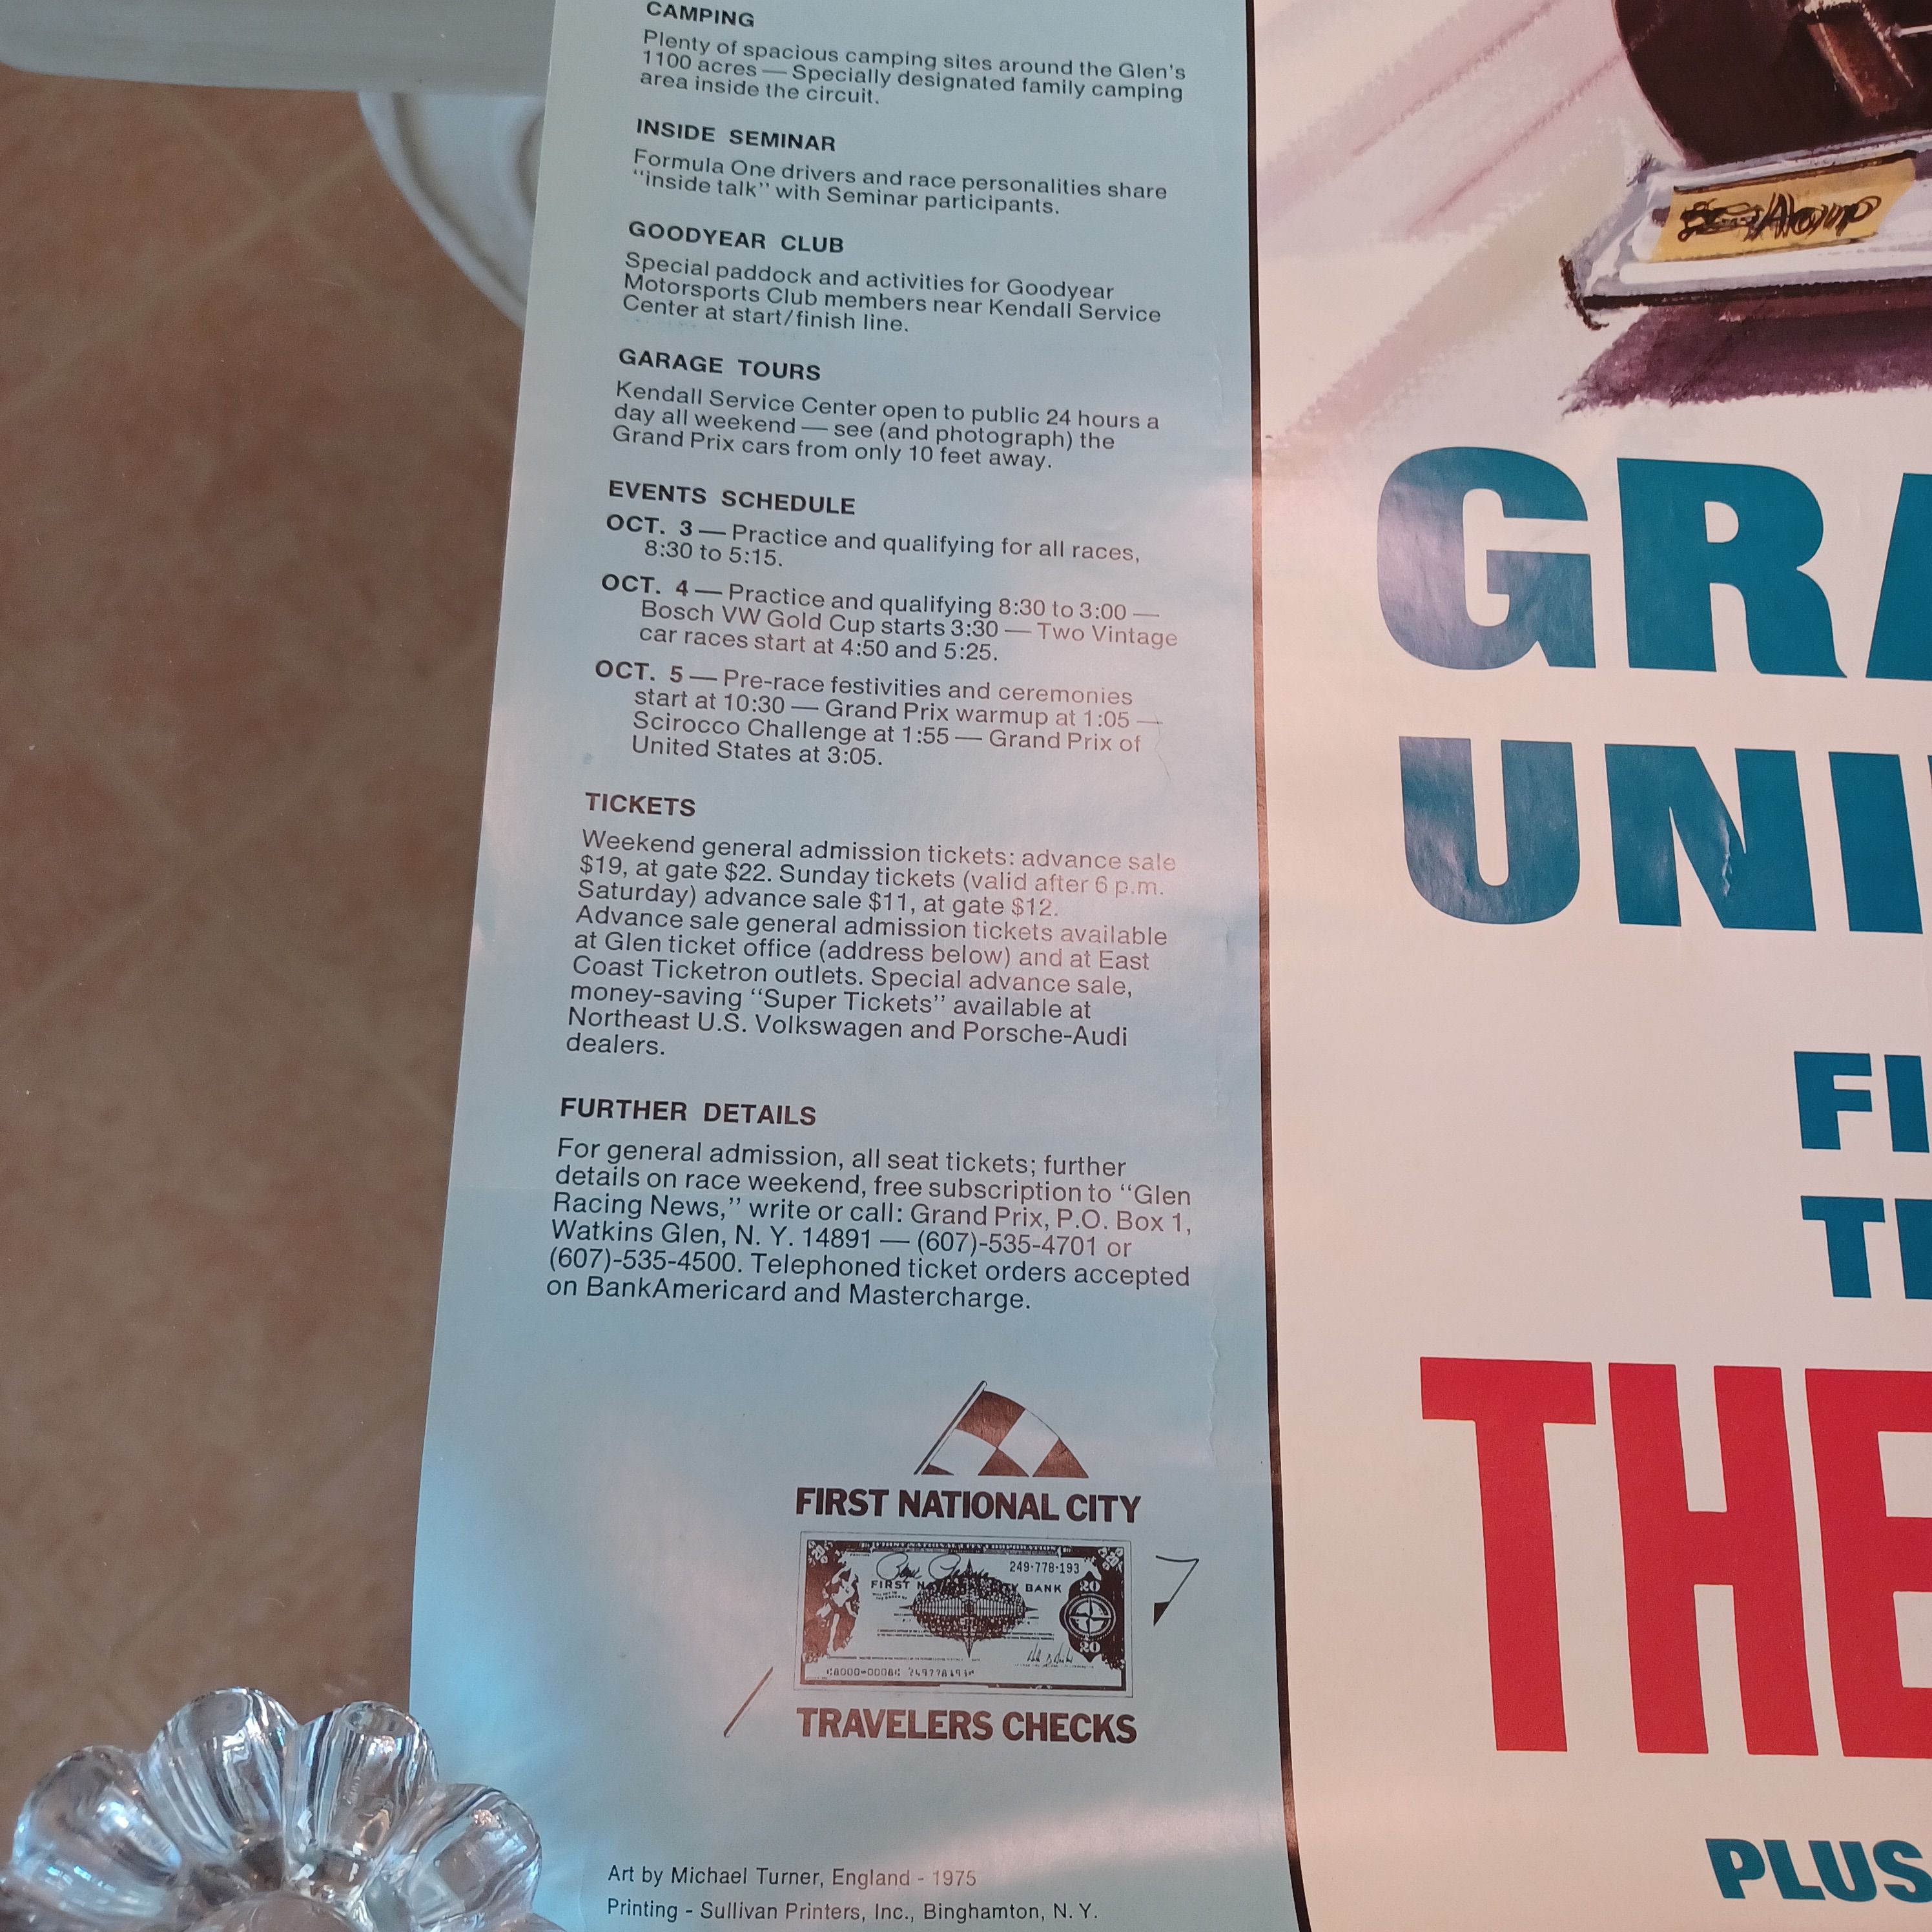 CAMPING
Plenty of spacious camping sites around the Glen's
1100 acres — Specially designated family camping
area inside the circuit.
INSIDE SEMINAR
Formula One drivers and race personalities share
“inside talk” with Seminar participants.
GOODYEAR CLUB
Special paddock and activities for Goodyear
Motorsports Club members near Kendall Service
Center at start/finish line.
GARAGE TOURS
Kendall Service Center open to public 24 hours a
day all weekend — see (and photograph) the
Grand Prix cars from only 10 feet away.
EVENTS SCHEDULE
OCT. 3 — Practice and qualifying for all races,
8:30 to 5:15.
OCT. 4 — Practice and qualifying 8:30 to 3:00 —
Bosch VW Gold Cup starts 3:30 — Two Vintage
car races start at 4:50 and 5:25.
OCT. 5 — Pre-race festivities and ceremonies
start at 10:30 — Grand Prix warmup at 1:05 —
Scirocco Challenge at 1:55 — Grand Prix of
United States at 3:05.
TICKETS
Weekend general admission tickets: advance sale
$19, at gate $22. Sunday tickets (valid after 6 p.m.
Saturday) advance sale $11, at gate $12.
Advance sale general admission tickets available
at Glen ticket office (address below) and at East
Coast Ticketron outlets. Special advance sale,
money-saving “Super Tickets” available at
Northeast U.S. Volkswagen and Porsche-Audi
dealers.
FURTHER DETAILS
For general admission, all seat tickets; further
details on race weekend, free subscription to “Glen
Racing News,” write or call: Grand Prix, P.O. Box 1,
Watkins Glen, N. Y. 14891 — (607)-535-4701 or
(607)-535-4500. Telephoned ticket orders accepted
on BankAmericard and Mastercharge.
FIRST NATIONAL CITY
249-778-193
FIRST BANK
20
20
TRAVELERS CHECKS
Art by Michael Turner, England - 1975
Printing - Sullivan Printers, Inc., Binghamton, N. Y.
GRA
UNI
FI
TI
THE
PLUS